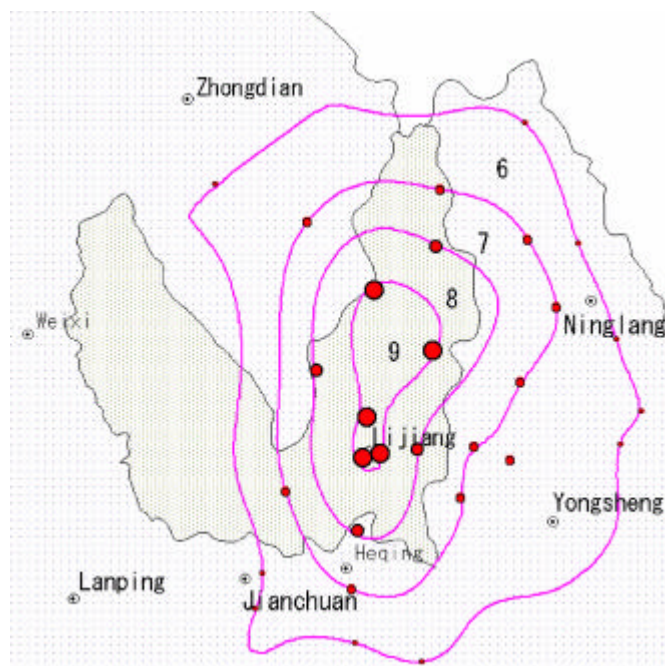 Zhongdian
6
7
8
Ninglang
Weixi
9
Lijiang
Yongsheng
Heqing
Lanping
Jianchuan